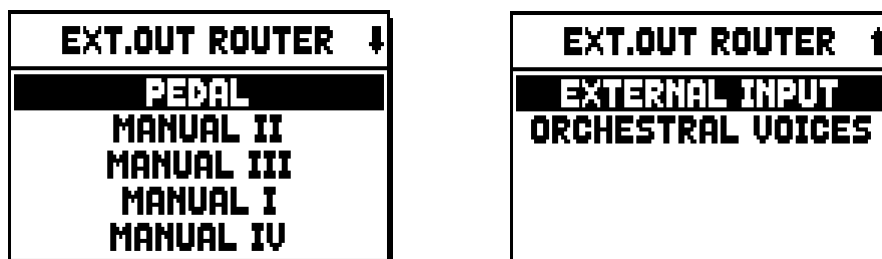 EXT.OUT ROUTER ⬇
PEDAL
MANUAL II
MANUAL III
MANUAL I
MANUAL IV
EXT.OUT ROUTER ⬆
EXTERNAL INPUT
ORCHESTRAL VOICES